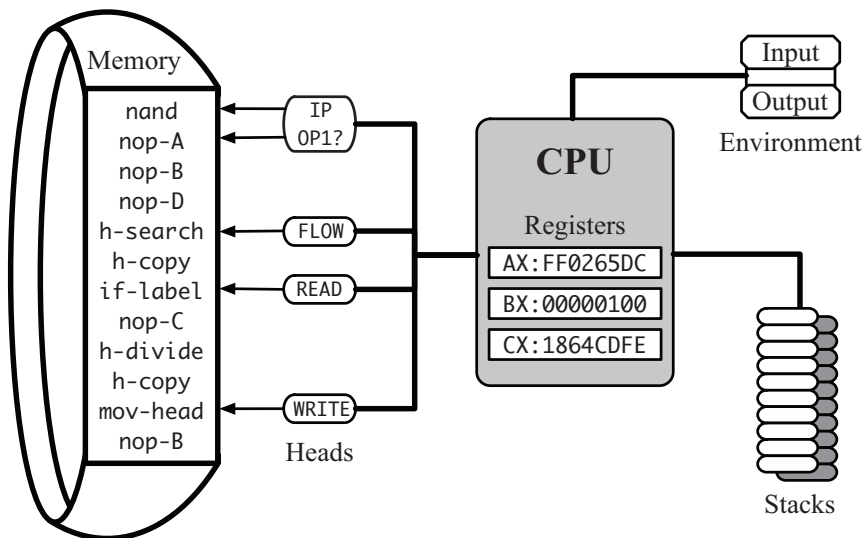 Memory
nand
nop-A
nop-B
nop-D
h-search
h-copy
if-label
nop-C
h-divide
h-copy
mov-head
nop-B
IP
OP1?
FLOW
READ
WRITE
Heads
CPU
Registers
AX:FF0265DC
BX:00000100
CX:1864CDFE
Input
Output
Environment
Stacks